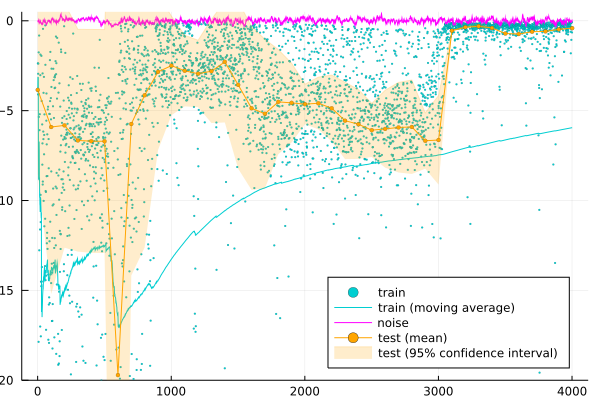 0
−5
10
15
20
0
1000
2000
3000
4000
train
train (moving average)
noise
test (mean)
test (95% confidence interval)